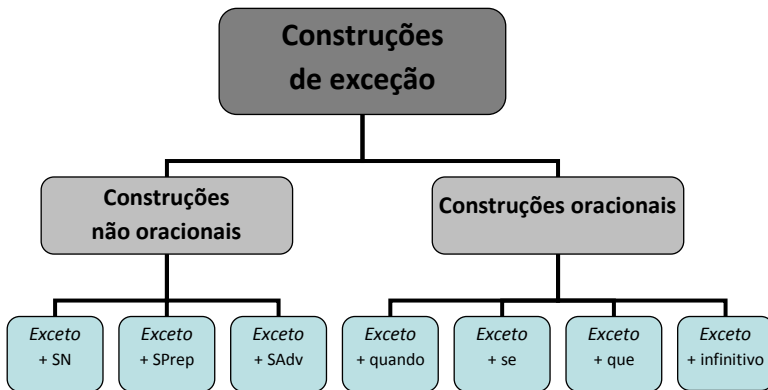 Construções
de exceção
Construções
não oracionais
Construções oracionais
Exceto
+ SN
Exceto
+ SPrep
Exceto
+ SAdv
Exceto
+ quando
Exceto
+ se
Exceto
+ que
Exceto
+ infinitivo